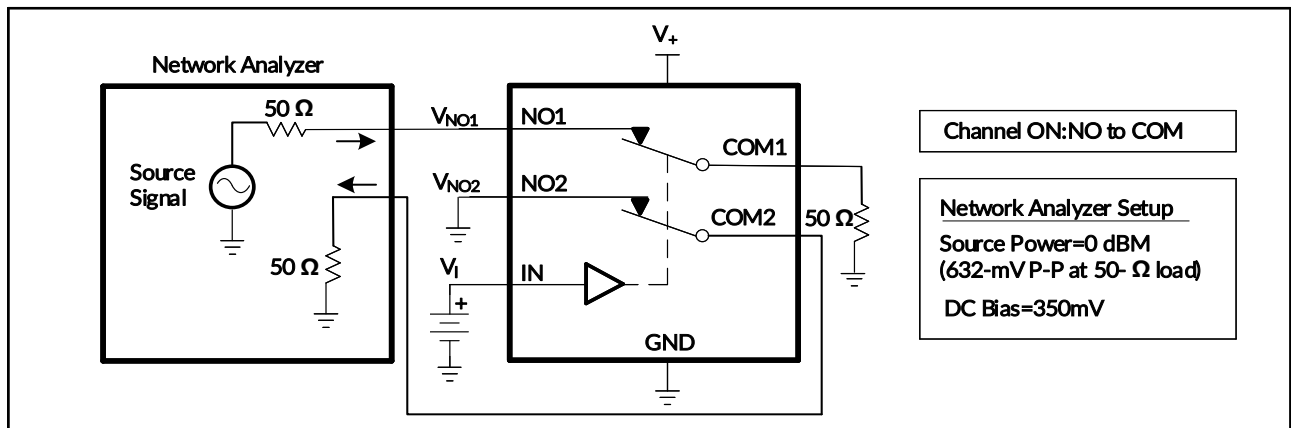 V+
Network Analyzer
50 Ω
VNO1
NO1
Channel ON:NO to COM
COM1
Source
Signal
VNO2
NO2
COM2
50 Ω
Network Analyzer Setup
Source Power=0 dBM
(632-mV P-P at 50- Ω load)
DC Bias=350mV
50 Ω
VI
IN
+
GND